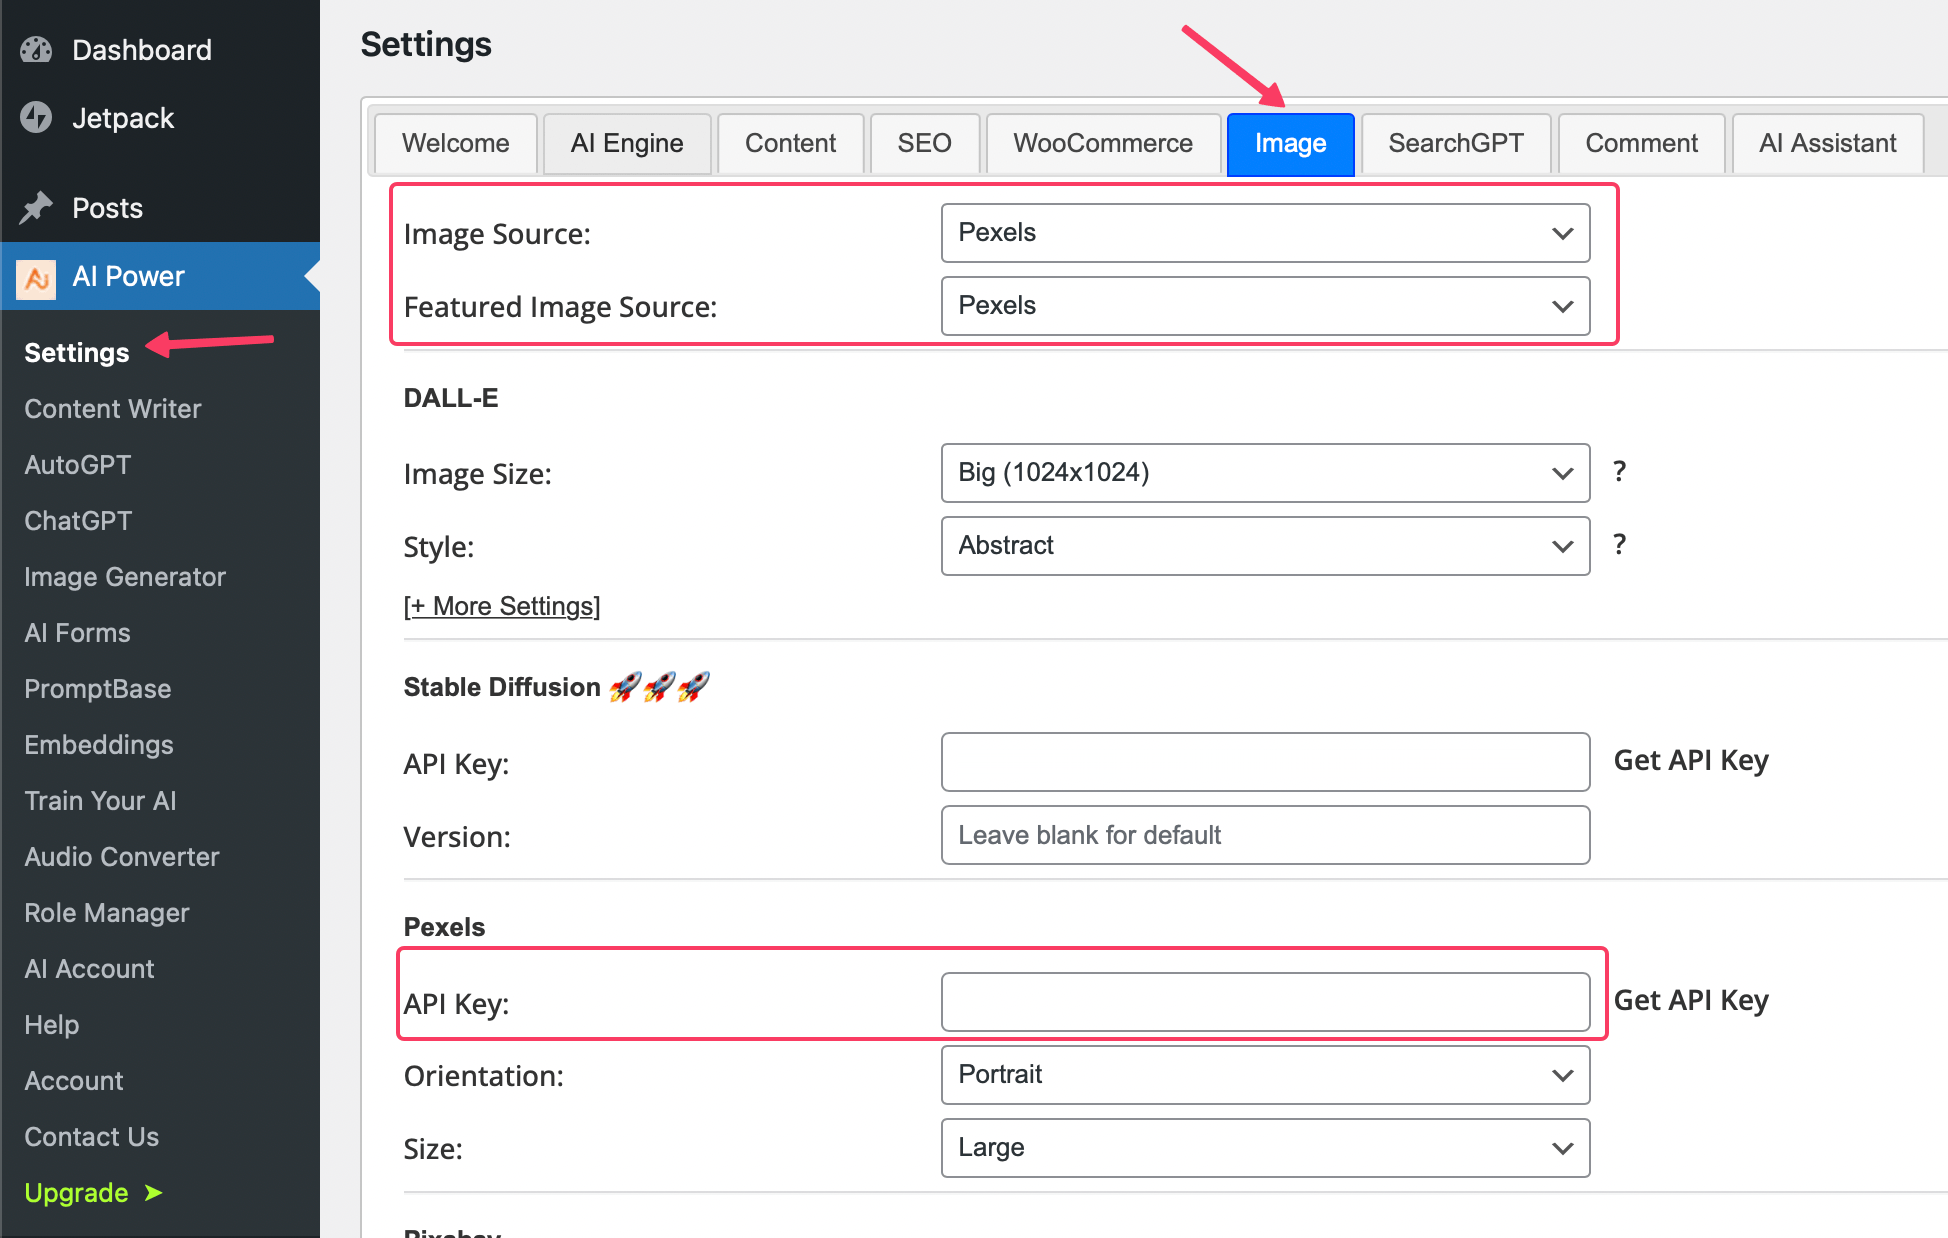 Dashboard
Jetpack
Posts
AI Power
Settings
Content Writer
AutoGPT
ChatGPT
Image Generator
AI Forms
PromptBase
Embeddings
Train Your AI
Audio Converter
Role Manager
AI Account
Help
Account
Contact Us
Upgrade ➤
Settings
Welcome AI Engine Content SEO WooCommerce Image SearchGPT Comment AI Assistant
Image Source: Pexels
Featured Image Source: Pexels
DALL-E
Image Size: Big (1024x1024) ?
Style: Abstract ?
[+ More Settings]
Stable Diffusion 🚀🚀🚀
API Key: Get API Key
Version: Leave blank for default
Pexels
API Key: Get API Key
Orientation: Portrait
Size: Large
Pixabay